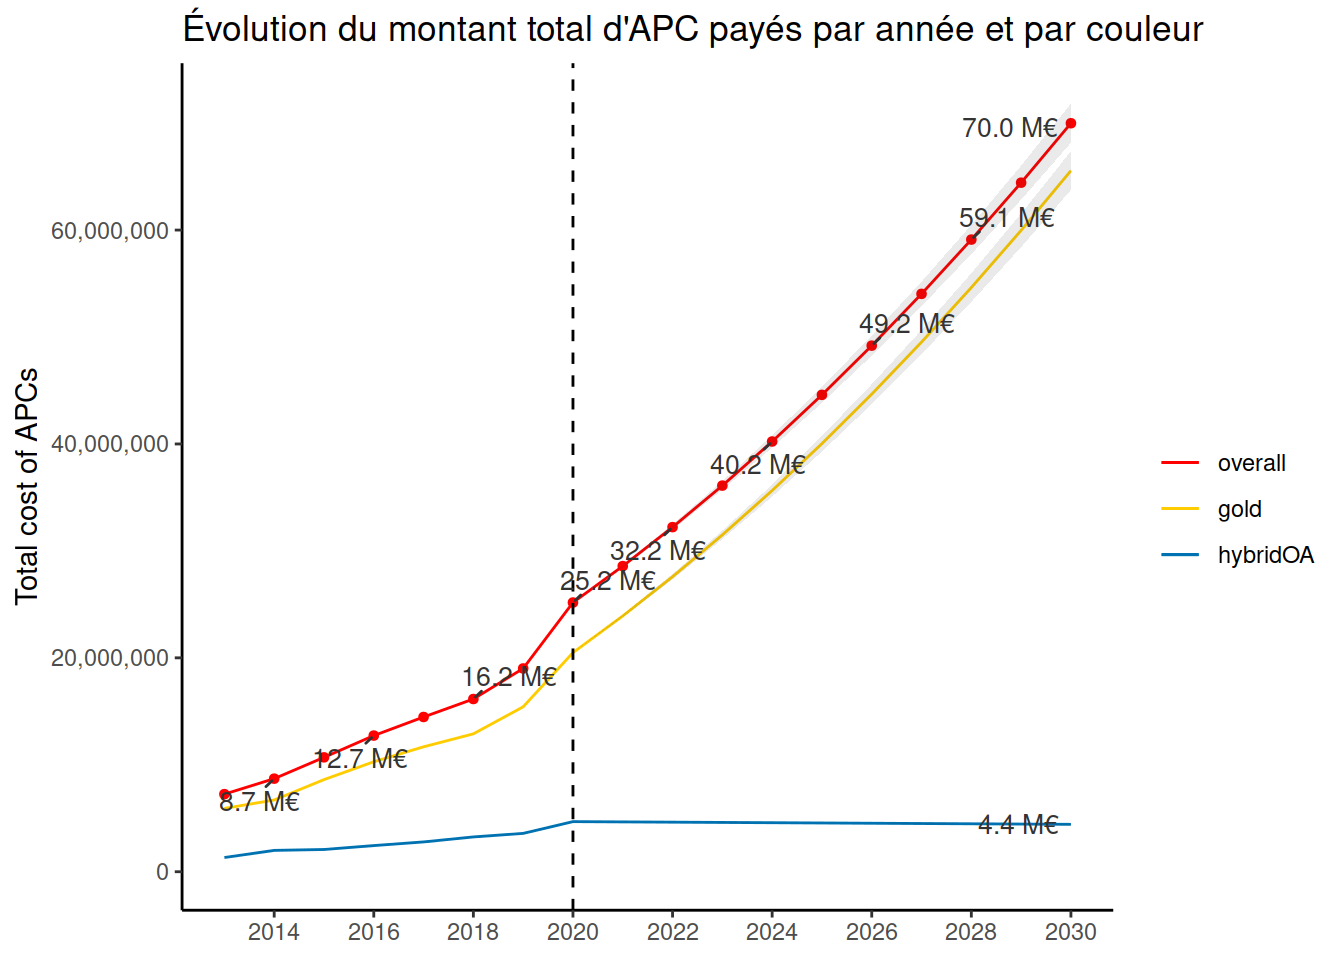 Évolution du montant total d'APC payés par année et par couleur
Total cost of APCs
60,000,000
40,000,000
20,000,000
0
70.0 M€
59.1 M€
49.2 M€
40.2 M€
32.2 M€
25.2 M€
16.2 M€
12.7 M€
8.7 M€
4.4 M€
2014 2016 2018 2020 2022 2024 2026 2028 2030
overall
gold
hybridOA